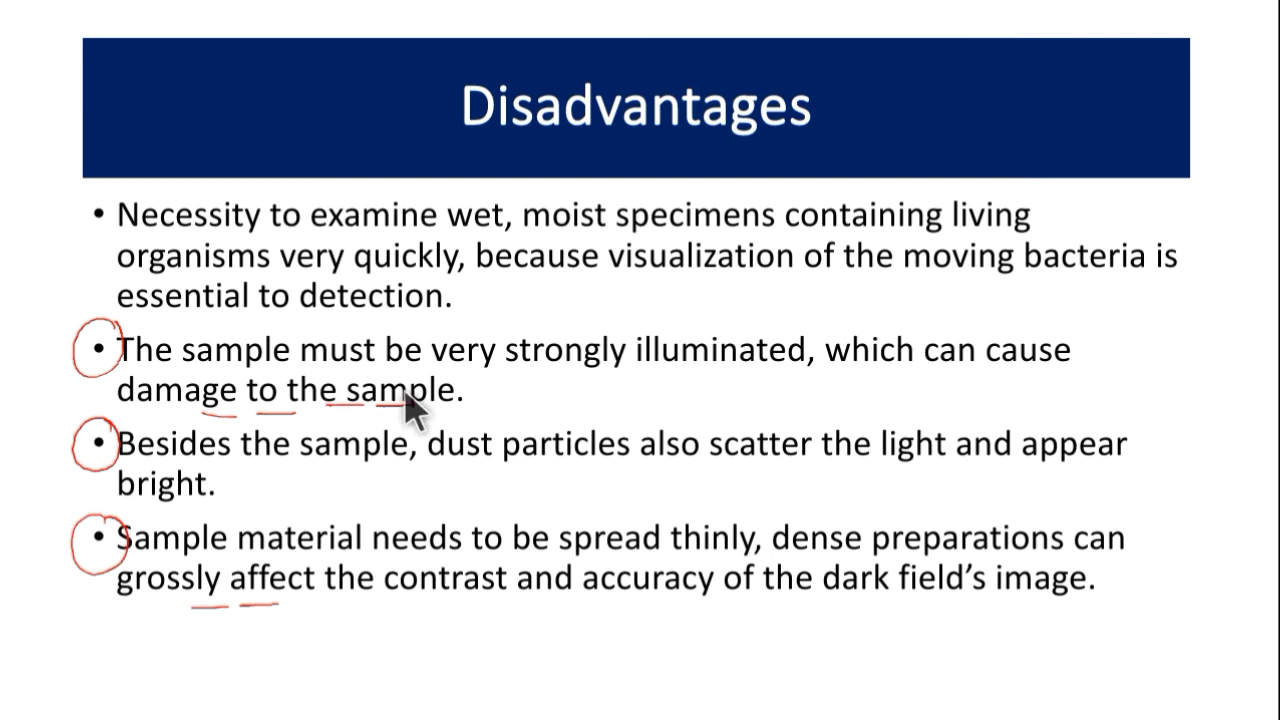 Disadvantages
• Necessity to examine wet, moist specimens containing living
organisms very quickly, because visualization of the moving bacteria is
essential to detection.
• The sample must be very strongly illuminated, which can cause
damage to the sample.
• Besides the sample, dust particles also scatter the light and appear
bright.
• Sample material needs to be spread thinly, dense preparations can
grossly affect the contrast and accuracy of the dark field’s image.